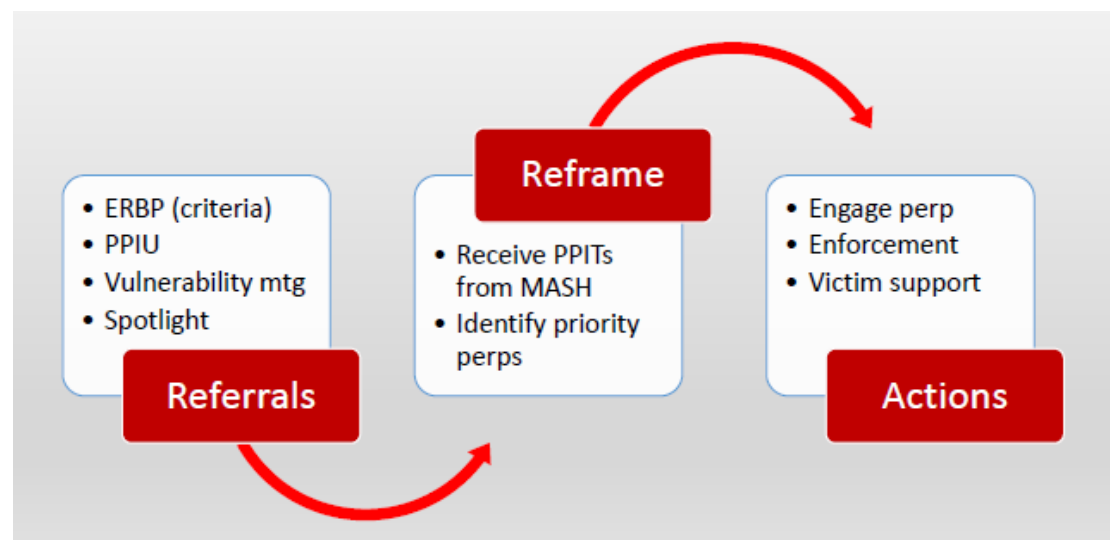 • ERBP (criteria)
• PPIU
• Vulnerability mtg
• Spotlight
Referrals
Reframe
• Receive PPITs
from MASH
• Identify priority
perps
• Engage perp
• Enforcement
• Victim support
Actions